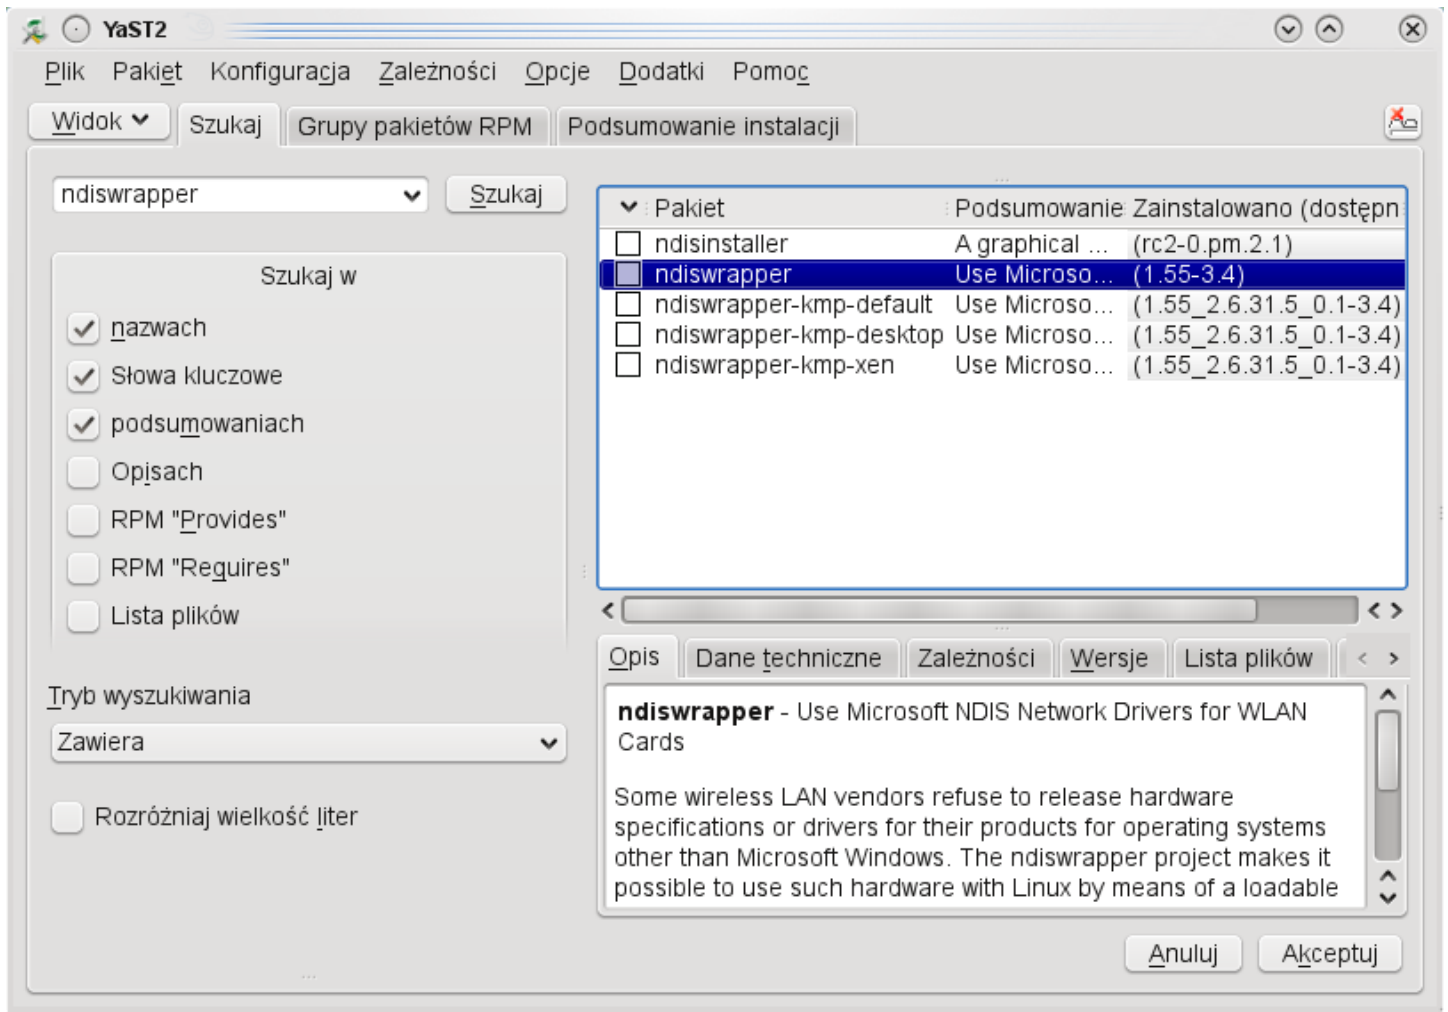 YaST2
Plik Pakiet Konfiguracja Zależności Opcje Dodatki Pomoc
Widok Szukaj Grupy pakietów RPM Podsumowanie instalacji
ndiswrapper Szukaj
Szukaj w
nazwach
Słowa kluczowe
podsumowaniach
Opisach
RPM "Provides"
RPM "Requires"
Lista plików
Tryb wyszukiwania
Zawiera
Rozróżniaj wielkość liter
Pakiet Podsumowanie Zainstalowano (dostępn
ndisinstaller A graphical ... (rc2-0.pm.2.1)
ndiswrapper Use Microso... (1.55-3.4)
ndiswrapper-kmp-default Use Microso... (1.55_2.6.31.5_0.1-3.4)
ndiswrapper-kmp-desktop Use Microso... (1.55_2.6.31.5_0.1-3.4)
ndiswrapper-kmp-xen Use Microso... (1.55_2.6.31.5_0.1-3.4)
Opis Dane techniczne Zależności Wersje Lista plików
ndiswrapper - Use Microsoft NDIS Network Drivers for WLAN
Cards
Some wireless LAN vendors refuse to release hardware
specifications or drivers for their products for operating systems
other than Microsoft Windows. The ndiswrapper project makes it
possible to use such hardware with Linux by means of a loadable
Anuluj Akceptuj